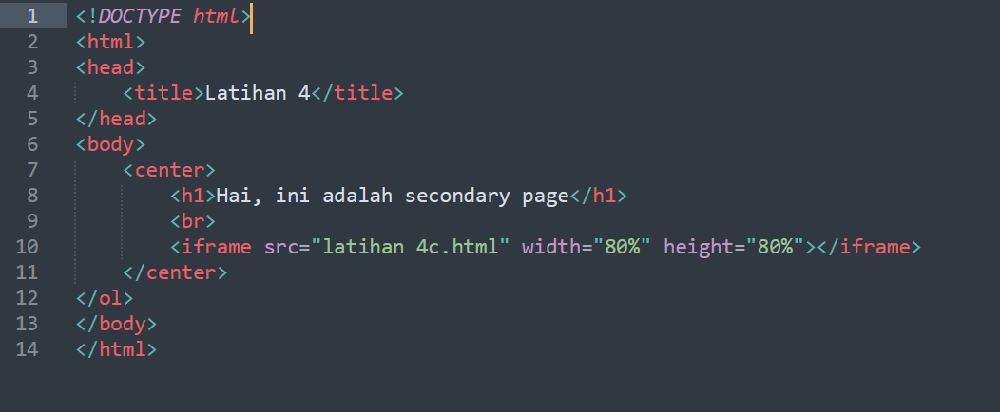 1 <!DOCTYPE html>
2 <html>
3 <head>
4 <title>Latihan 4</title>
5 </head>
6 <body>
7 <center>
8 <h1>Hai, ini adalah secondary page</h1>
9 <br>
10 <iframe src="latihan 4c.html" width="80%" height="80%"></iframe>
11 </center>
12 </ol>
13 </body>
14 </html>